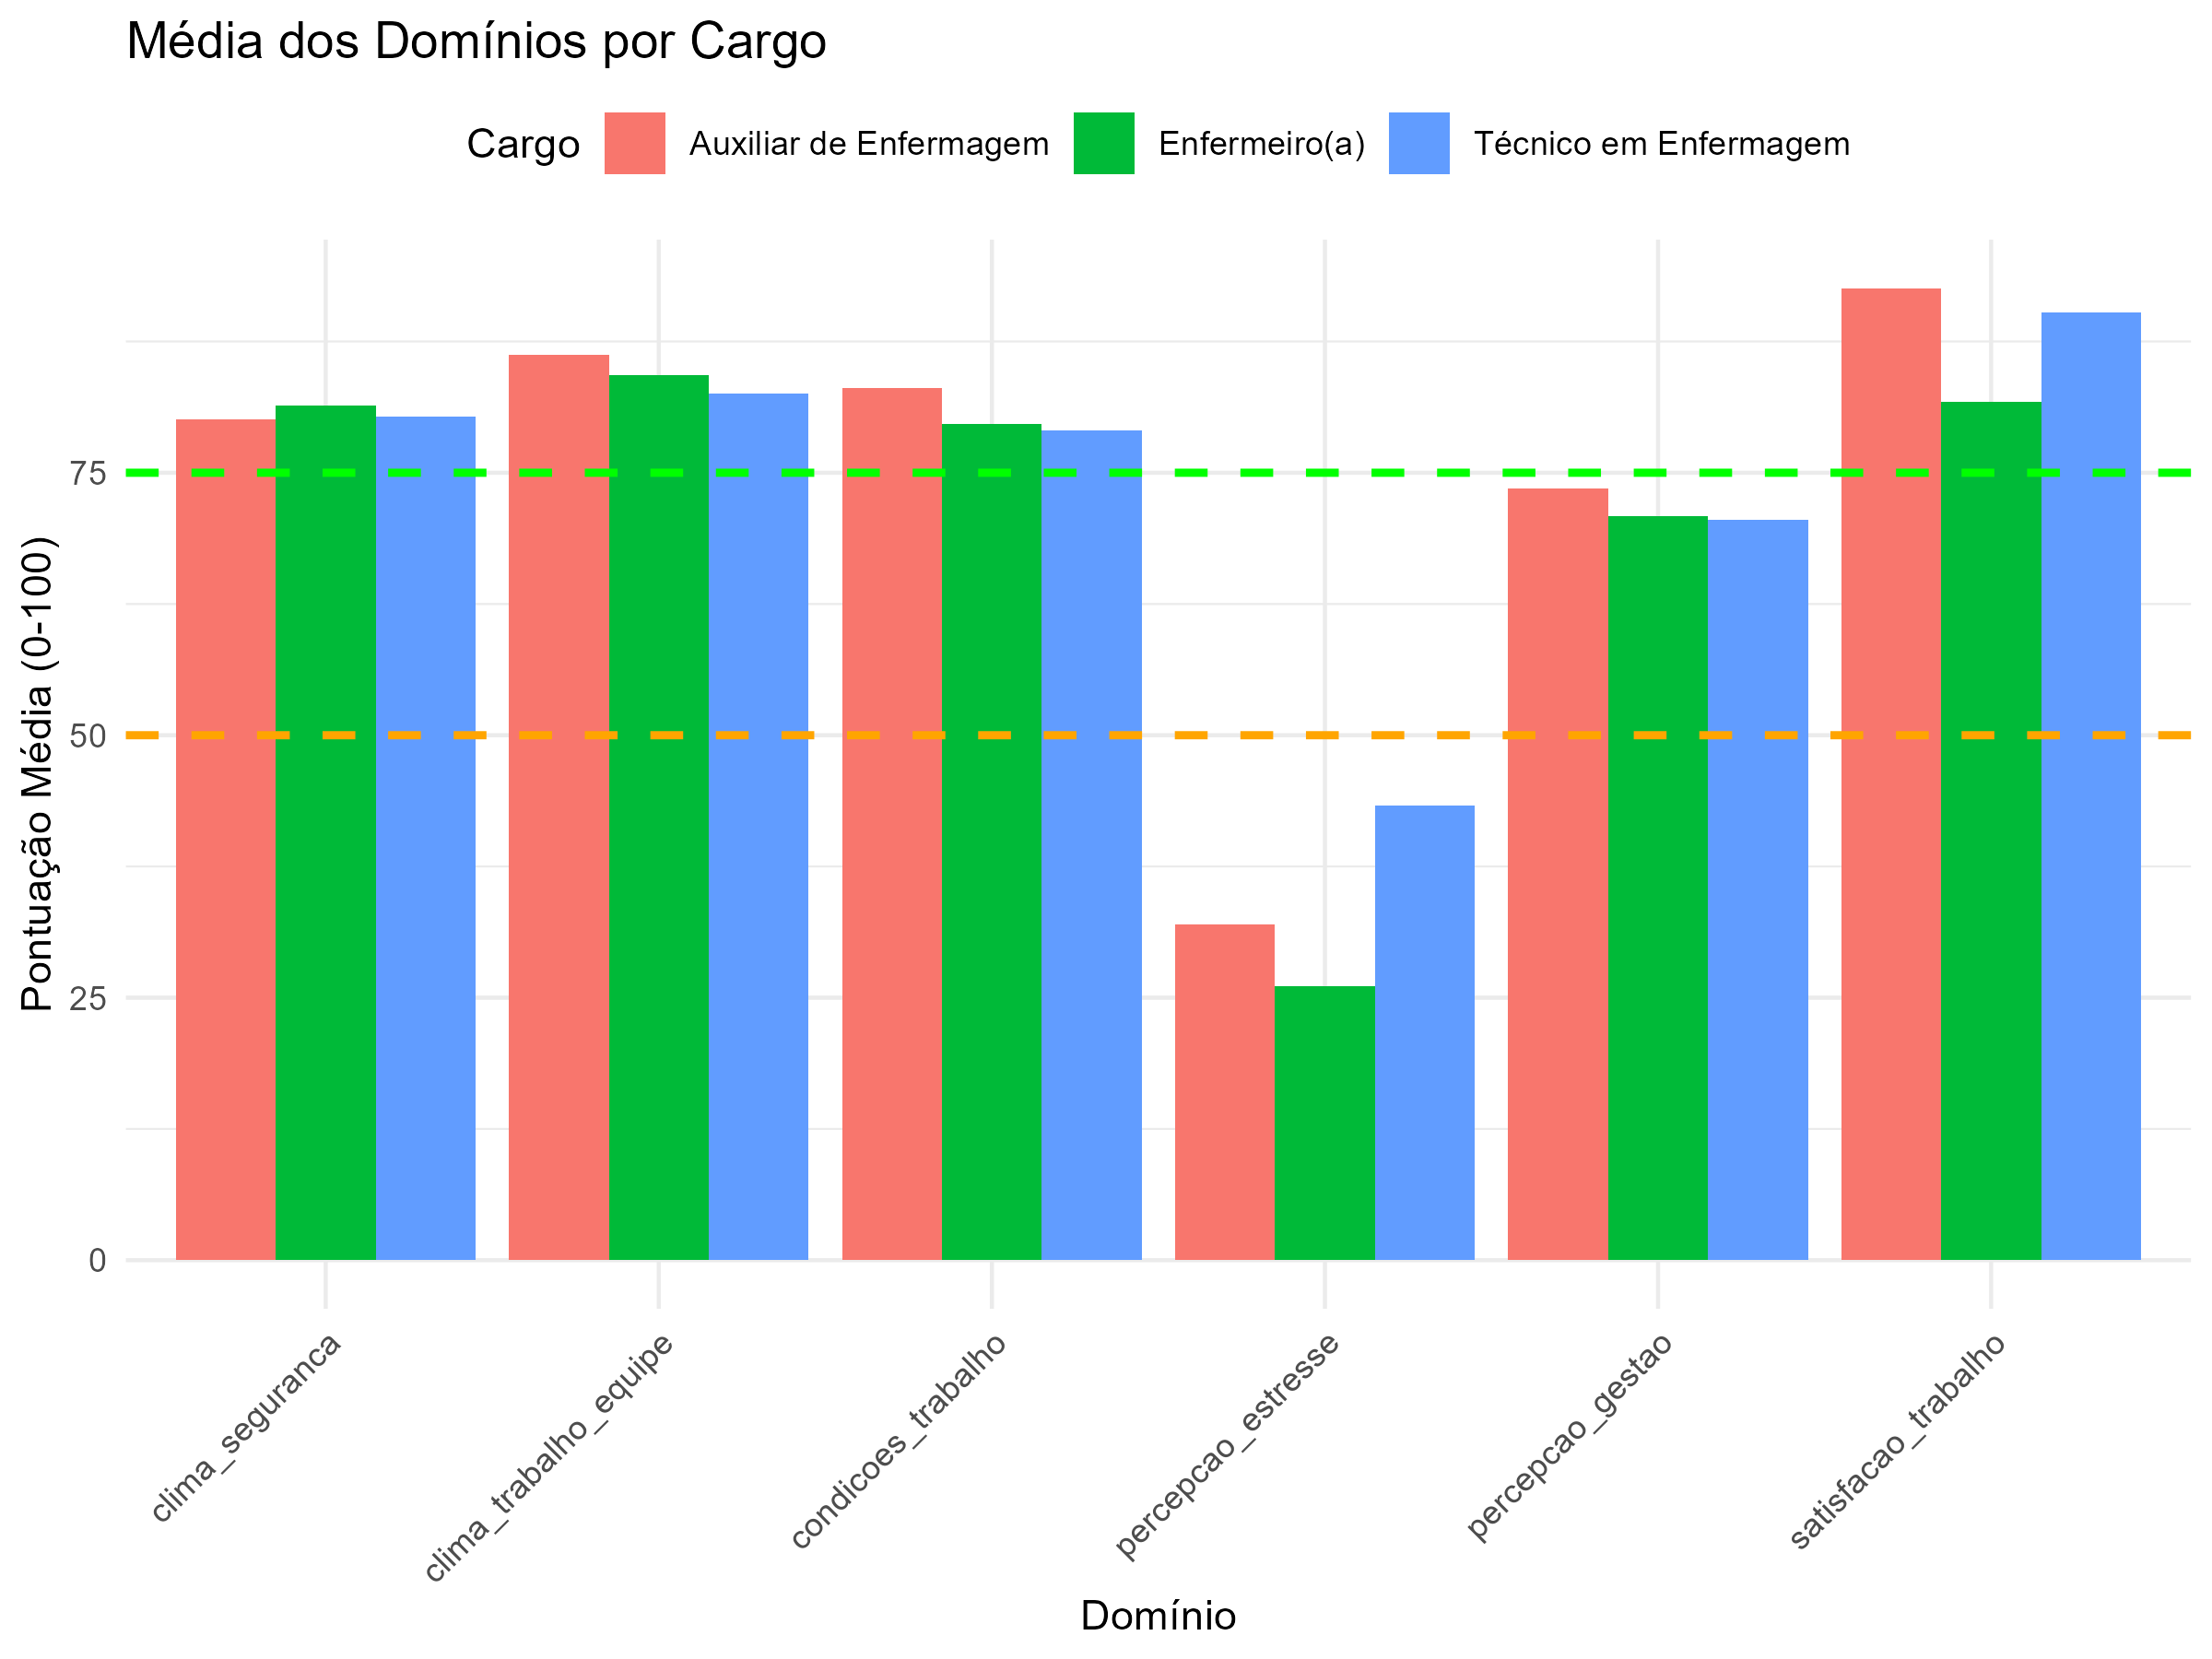 Média dos Domínios por Cargo
Cargo Auxiliar de Enfermagem Enfermeiro(a) Técnico em Enfermagem
Pontuação Média (0-100)
75
50
25
0
clima_seguranca
clima_trabalho_equipe
condicoes_trabalho
percepcao_estresse
percepcao_gestao
satisfacao_trabalho
Domínio